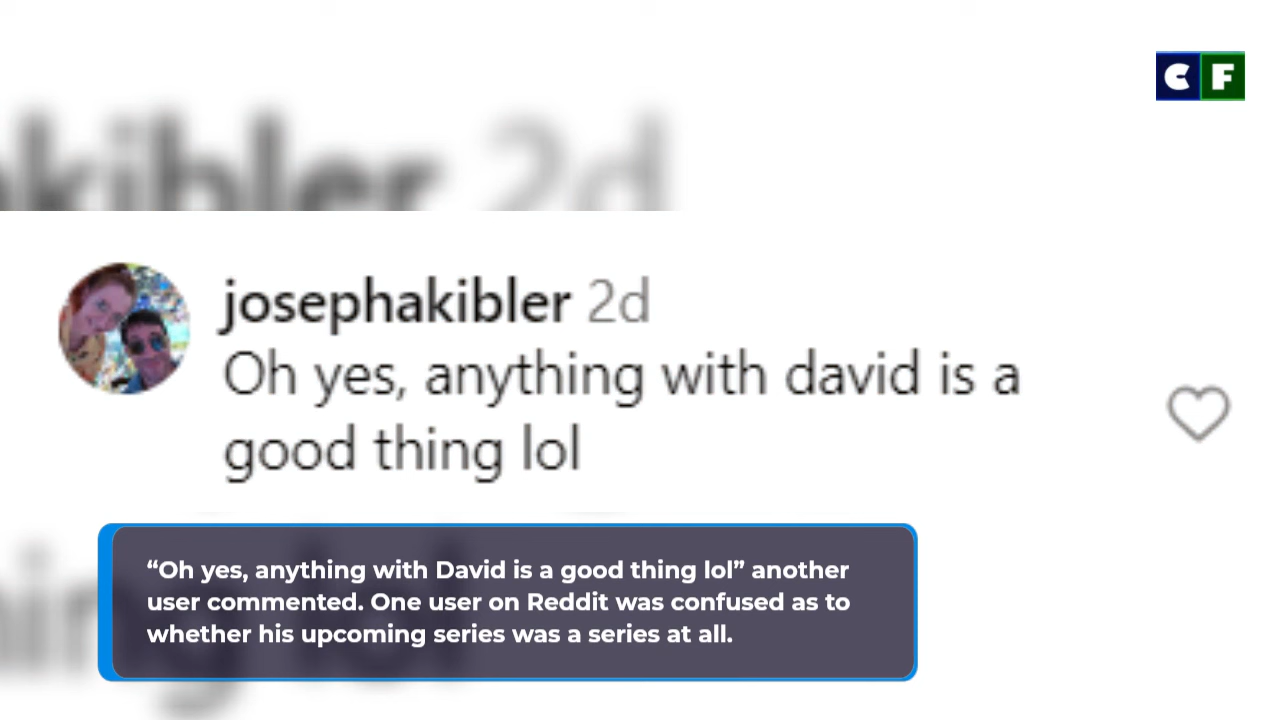 CF
akibler 2d
josephakibler 2d
Oh yes, anything with david is a
good thing lol
“Oh yes, anything with David is a good thing lol” another
user commented. One user on Reddit was confused as to
whether his upcoming series was a series at all.